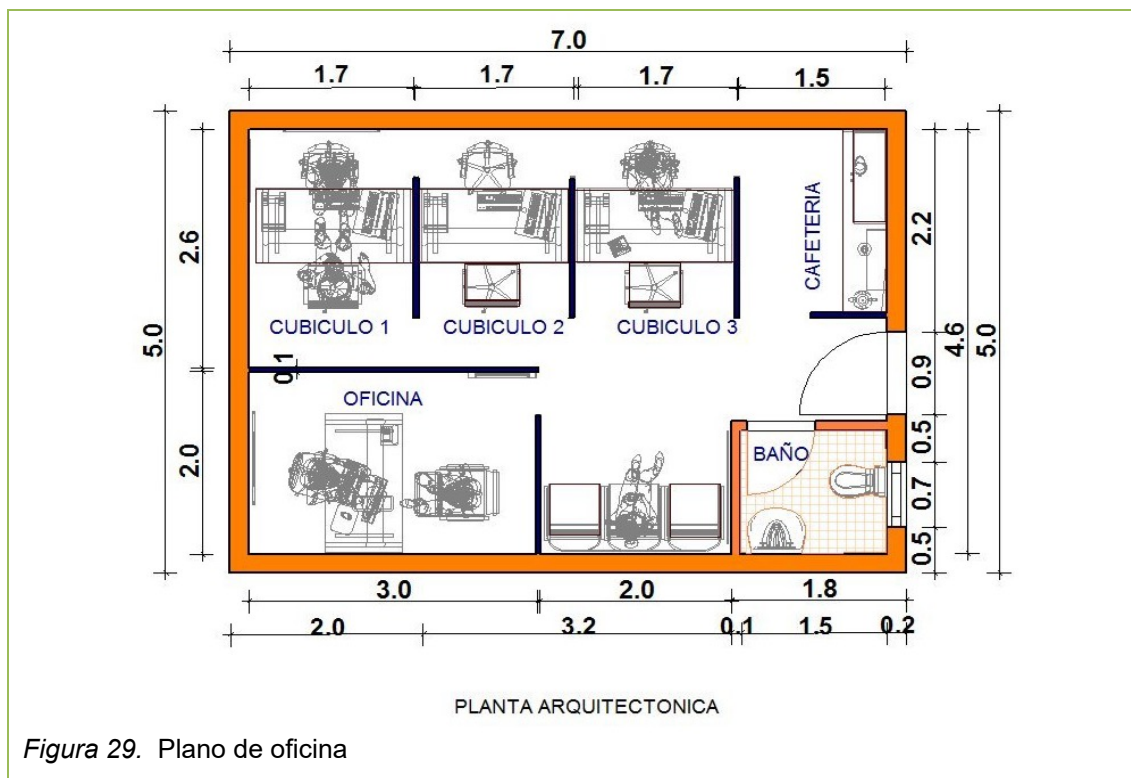 7.0
1.7 1.7 1.7 1.5
CAFETERIA
2.6
2.2
CUBICULO 1 CUBICULO 2 CUBICULO 3
5.0
4.6
5.0
0.9
0.1
OFICINA
0.5
2.0
BAÑO
0.7
0.5
3.0 2.0 1.8
2.0 3.2 0.1 1.5 0.2
PLANTA ARQUITECTONICA
Figura 29. Plano de oficina